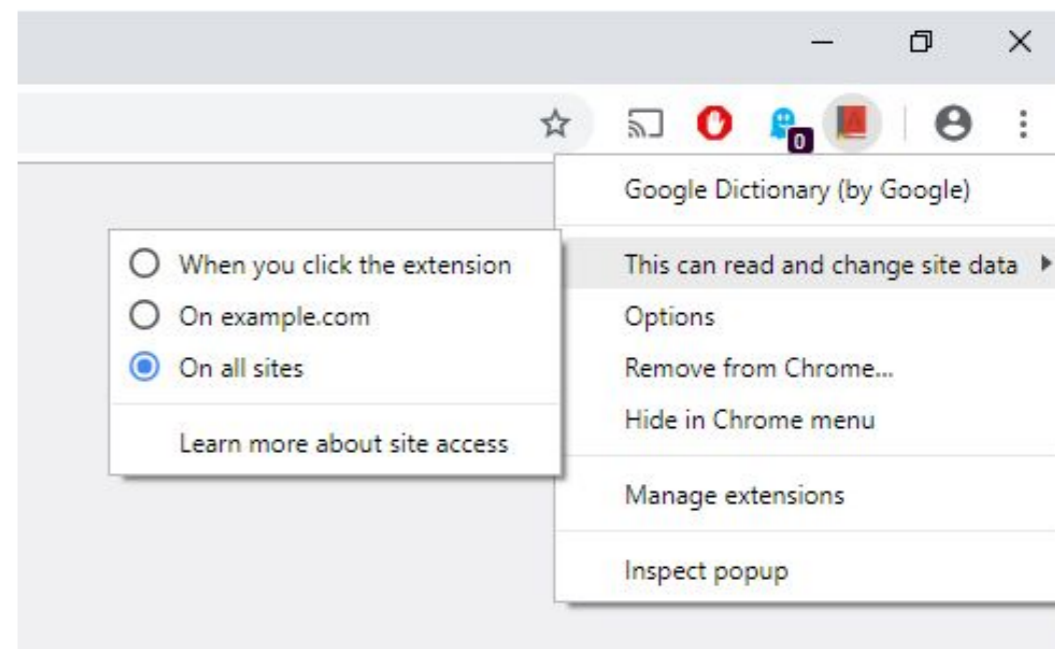 0
Google Dictionary (by Google)
This can read and change site data
Options
Remove from Chrome...
Hide in Chrome menu
Manage extensions
Inspect popup
When you click the extension
On example.com
On all sites
Learn more about site access